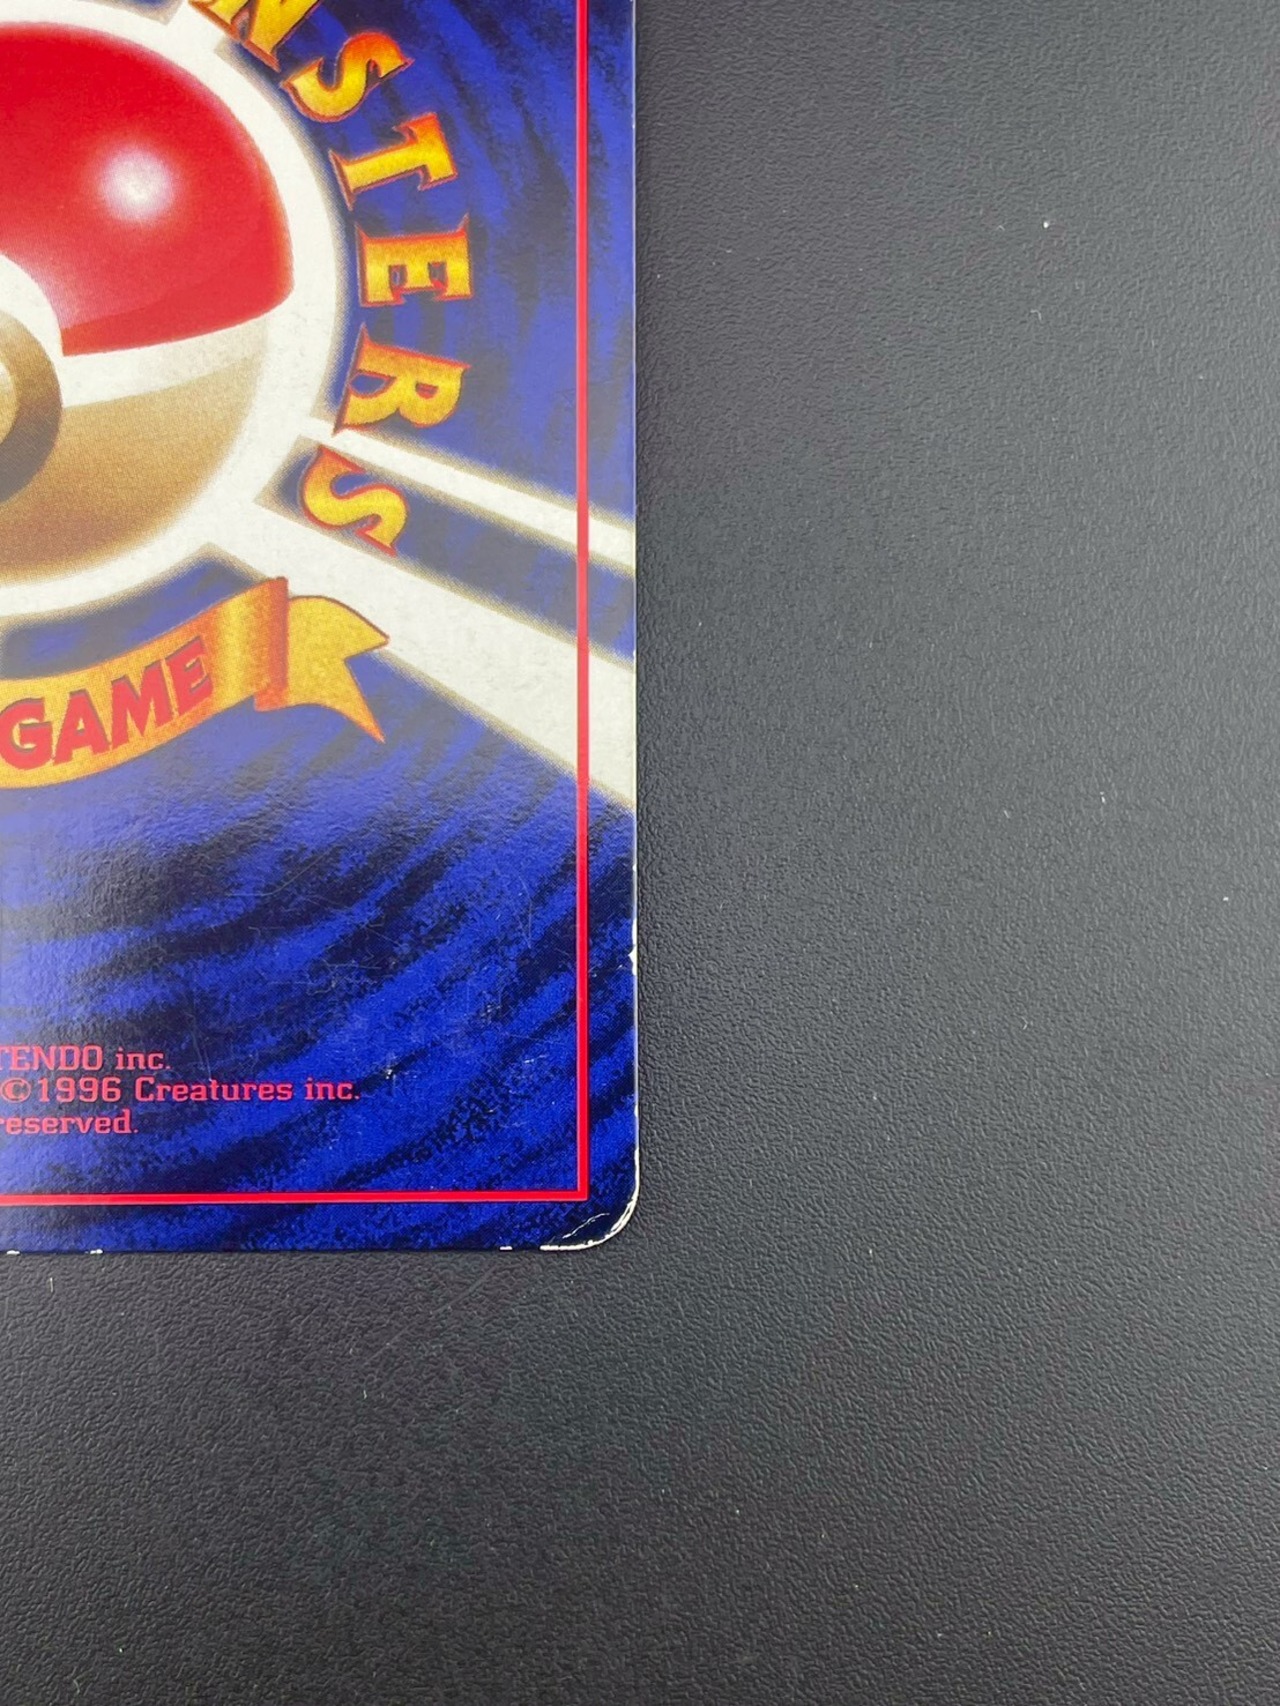 NSTERS
GAME
TENDO inc.
©1996 Creatures inc.
reserved.